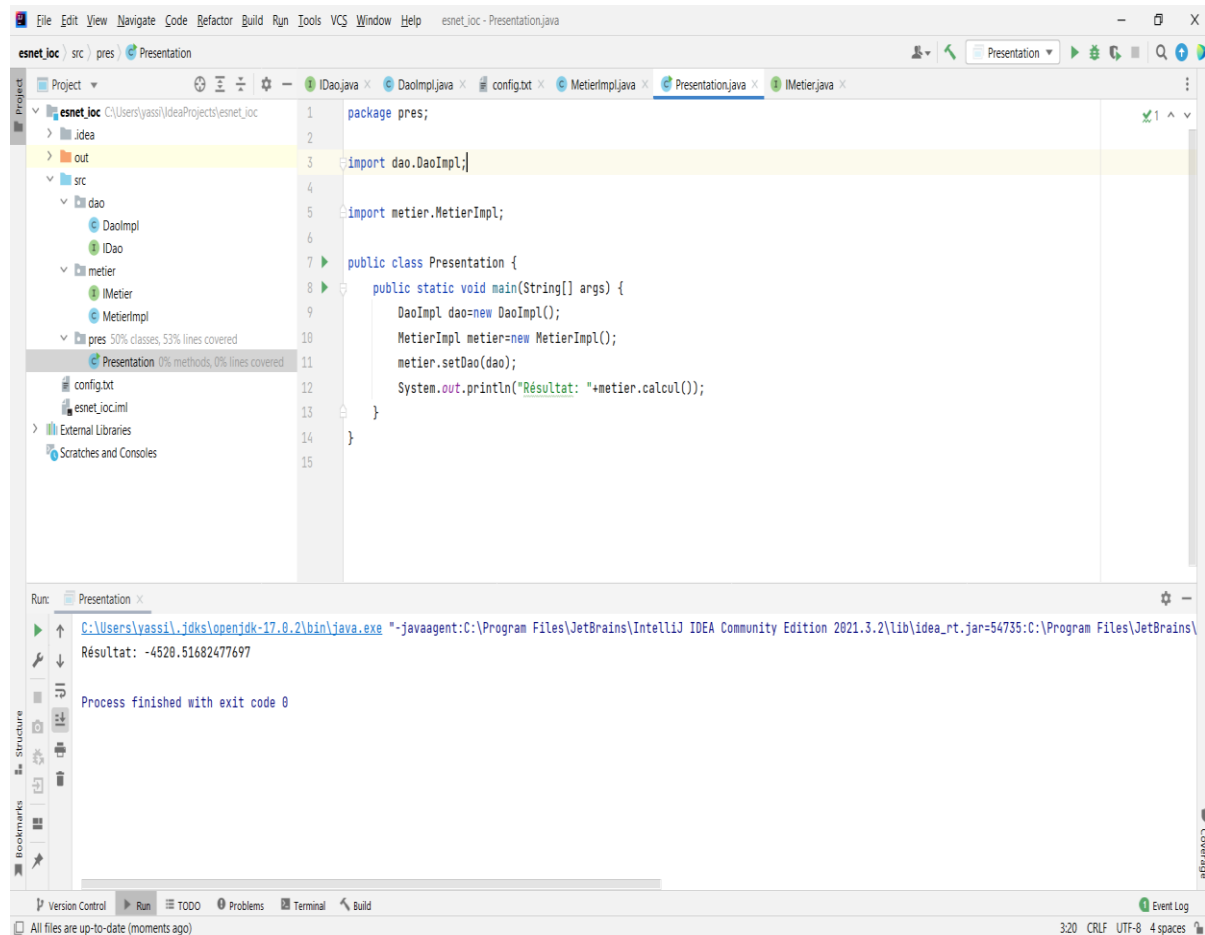 File Edit View Navigate Code Refactor Build Run Tools VCS Window Help esnet_ioc - Presentation.java
esnet_ioc src pres Presentation
Presentation
Project
Project
IDao.java DaoImpl.java config.txt MetierImpl.java Presentation.java IMetier.java
esnet_ioc C:\Users\yassi\IdeaProjects\esnet_ioc
.idea
out
src
dao
DaoImpl
IDao
metier
IMetier
MetierImpl
pres 50% classes, 53% lines covered
Presentation 0% methods, 0% lines covered
config.txt
esnet_ioc.iml
External Libraries
Scratches and Consoles
1 package pres;
2
3 import dao.DaoImpl;
4
5 import metier.MetierImpl;
6
7 public class Presentation {
8 public static void main(String[] args) {
9 DaoImpl dao=new DaoImpl();
10 MetierImpl metier=new MetierImpl();
11 metier.setDao(dao);
12 System.out.println("Résultat: "+metier.calcul());
13 }
14 }
15
1
Run: Presentation
C:\Users\yassi\.jdks\openjdk-17.0.2\bin\java.exe "-javaagent:C:\Program Files\JetBrains\IntelliJ IDEA Community Edition 2021.3.2\lib\idea_rt.jar=54735:C:\Program Files\JetBrains\
Résultat: -4520.51682477697
Process finished with exit code 0
Structure
Bookmarks
Coverage
Version Control Run TODO Problems Terminal Build
1 Event Log
All files are up-to-date (moments ago)
3:20 CRLF UTF-8 4 spaces